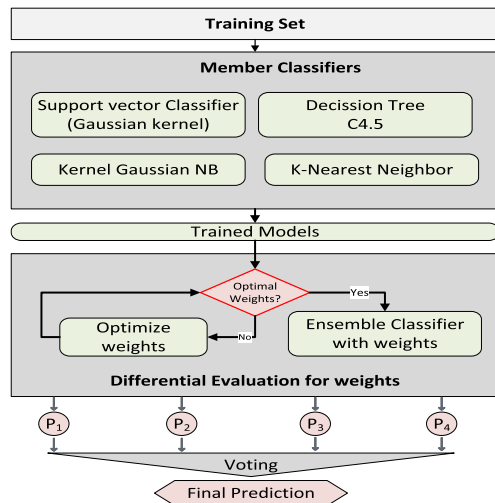 Training Set
Member Classifiers
Support vector Classifier
(Gaussian kernel)
Decission Tree
C4.5
Kernel Gaussian NB
K-Nearest Neighbor
Trained Models
Optimal
Weights?
Yes
No
Optimize
weights
Ensemble Classifier
with weights
Differential Evaluation for weights
P1
P2
P3
P4
Voting
Final Prediction